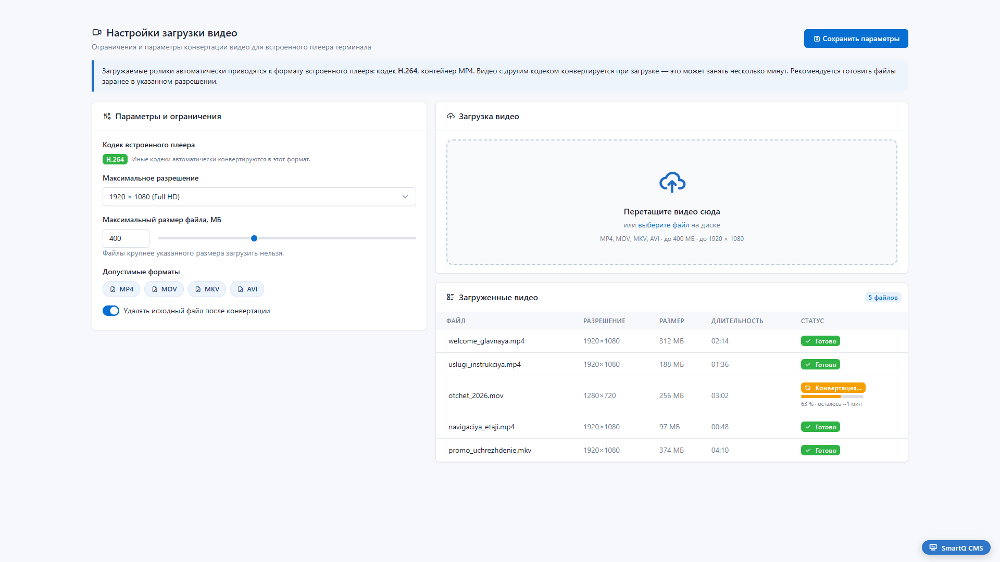 Настройки загрузки видео
Ограничения и параметры конвертации видео для встроенного плеера терминала
Сохранить параметры
Загружаемые ролики автоматически приводятся к формату встроенного плеера: кодек H.264, контейнер MP4. Видео с другим кодеком конвертируется при загрузке — это может занять несколько минут. Рекомендуется готовить файлы
заранее в указанном разрешении.
Параметры и ограничения
Кодек встроенного плеера
H.264 Иные кодеки автоматически конвертируются в этот формат.
Максимальное разрешение
1920 × 1080 (Full HD)
Максимальный размер файла, МБ
400
Файлы крупнее указанного размера загрузить нельзя.
Допустимые форматы
MP4 MOV MKV AVI
Удалять исходный файл после конвертации
Загрузка видео
Перетащите видео сюда
или выберите файл на диске
MP4, MOV, MKV, AVI · до 400 МБ · до 1920 × 1080
Загруженные видео
5 файлов
ФАЙЛ РАЗРЕШЕНИЕ РАЗМЕР ДЛИТЕЛЬНОСТЬ СТАТУС
welcome_glavnaya.mp4 1920×1080 312 МБ 02:14 Готово
uslugi_instrukciya.mp4 1920×1080 188 МБ 01:36 Готово
otchet_2026.mov 1280×720 256 МБ 03:02 Конвертация...
63 % · осталось ~1 мин
navigaciya_etaji.mp4 1920×1080 97 МБ 00:48 Готово
promo_uchrezhdenie.mkv 1920×1080 374 МБ 04:10 Готово
SmartQ CMS